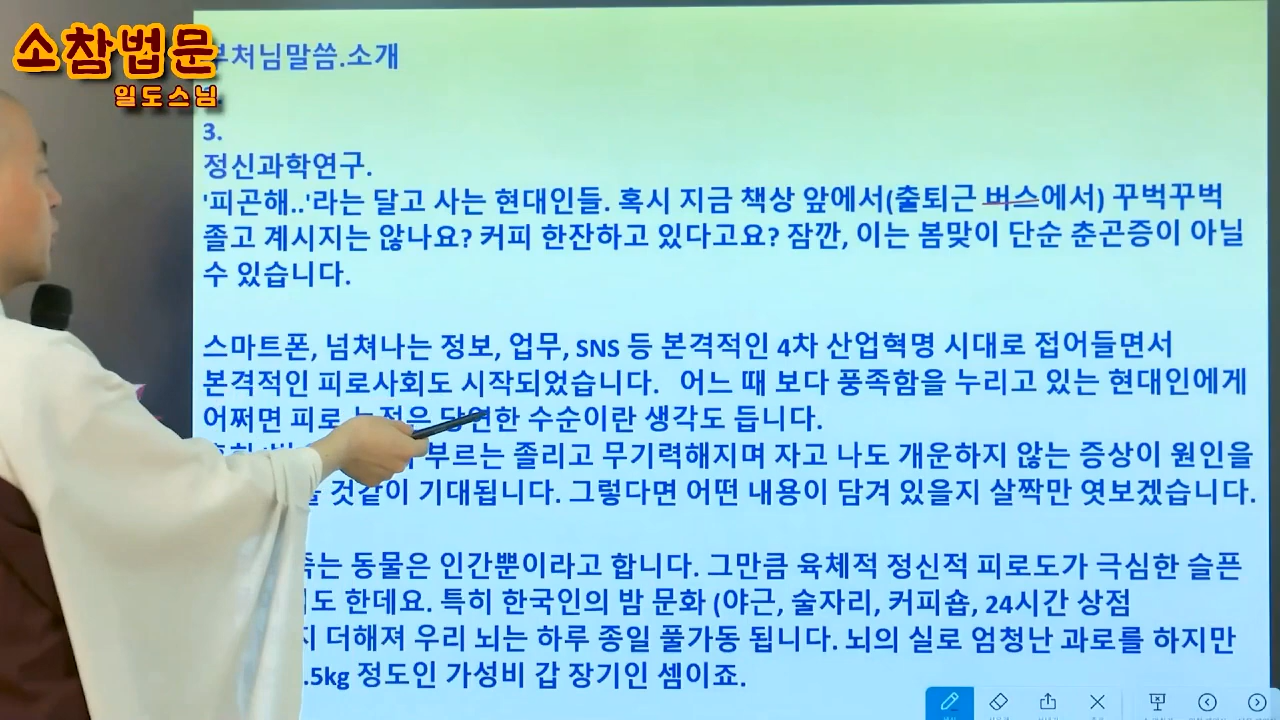 소참법문
일도스님
부처님말씀.소개
3.
정신과학연구.
'피곤해..'라는 달고 사는 현대인들. 혹시 지금 책상 앞에서(출퇴근 버스에서) 꾸벅꾸벅
졸고 계시지는 않나요? 커피 한잔하고 있다고요? 잠깐, 이는 봄맞이 단순 춘곤증이 아닐
수 있습니다.
스마트폰, 넘쳐나는 정보, 업무, SNS 등 본격적인 4차 산업혁명 시대로 접어들면서
본격적인 피로사회도 시작되었습니다. 어느 때 보다 풍족함을 누리고 있는 현대인에게
어쩌면 피로 누적은 당연한 수순이란 생각도 듭니다.
부르는 졸리고 무기력해지며 자고 나도 개운하지 않는 증상이 원인을
것같이 기대됩니다. 그렇다면 어떤 내용이 담겨 있을지 살짝만 엿보겠습니다.
동물은 인간뿐이라고 합니다. 그만큼 육체적 정신적 피로도가 극심한 슬픈
한데요. 특히 한국인의 밤 문화 (야근, 술자리, 커피숍, 24시간 상점
더해져 우리 뇌는 하루 종일 풀가동 됩니다. 뇌의 실로 엄청난 과로를 하지만
.5kg 정도인 가성비 갑 장기인 셈이죠.